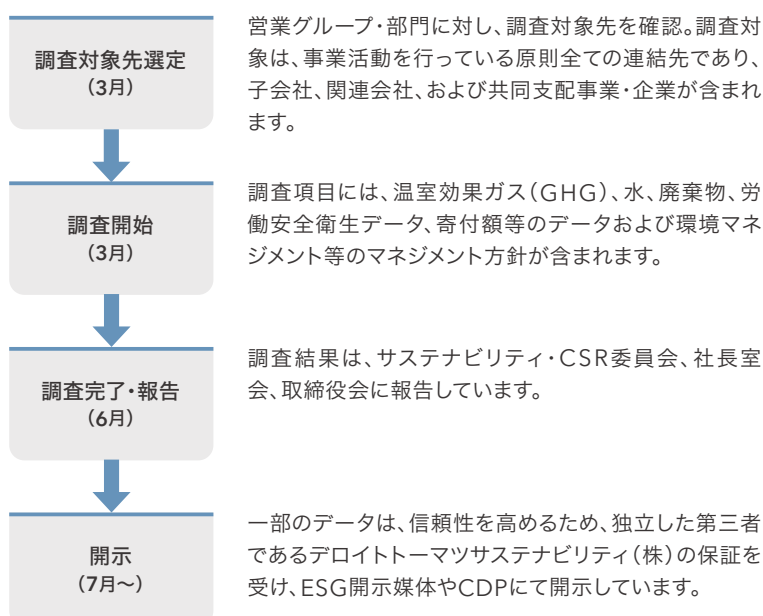 調査対象先選定
(3月)
営業グループ・部門に対し、調査対象先を確認。調査対
象は、事業活動を行っている原則全ての連結先であり、
子会社、関連会社、および共同支配事業・企業が含まれ
ます。
調査開始
(3月)
調査項目には、温室効果ガス(GHG)、水、廃棄物、労
働安全衛生データ、寄付額等のデータおよび環境マネ
ジメント等のマネジメント方針が含まれます。
調査完了・報告
(6月)
調査結果は、サステナビリティ・CSR委員会、社長室
会、取締役会に報告しています。
開示
(7月〜)
一部のデータは、信頼性を高めるため、独立した第三者
であるデロイトトーマツサステナビリティ(株)の保証を
受け、ESG開示媒体やCDPにて開示しています。